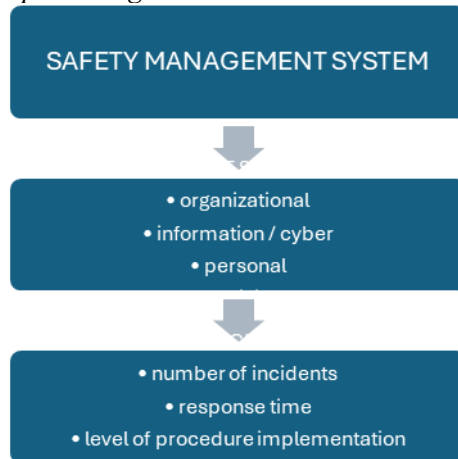 SAFETY MANAGEMENT SYSTEM
• organizational
• information / cyber
• personal
• number of incidents
• response time
• level of procedure implementation